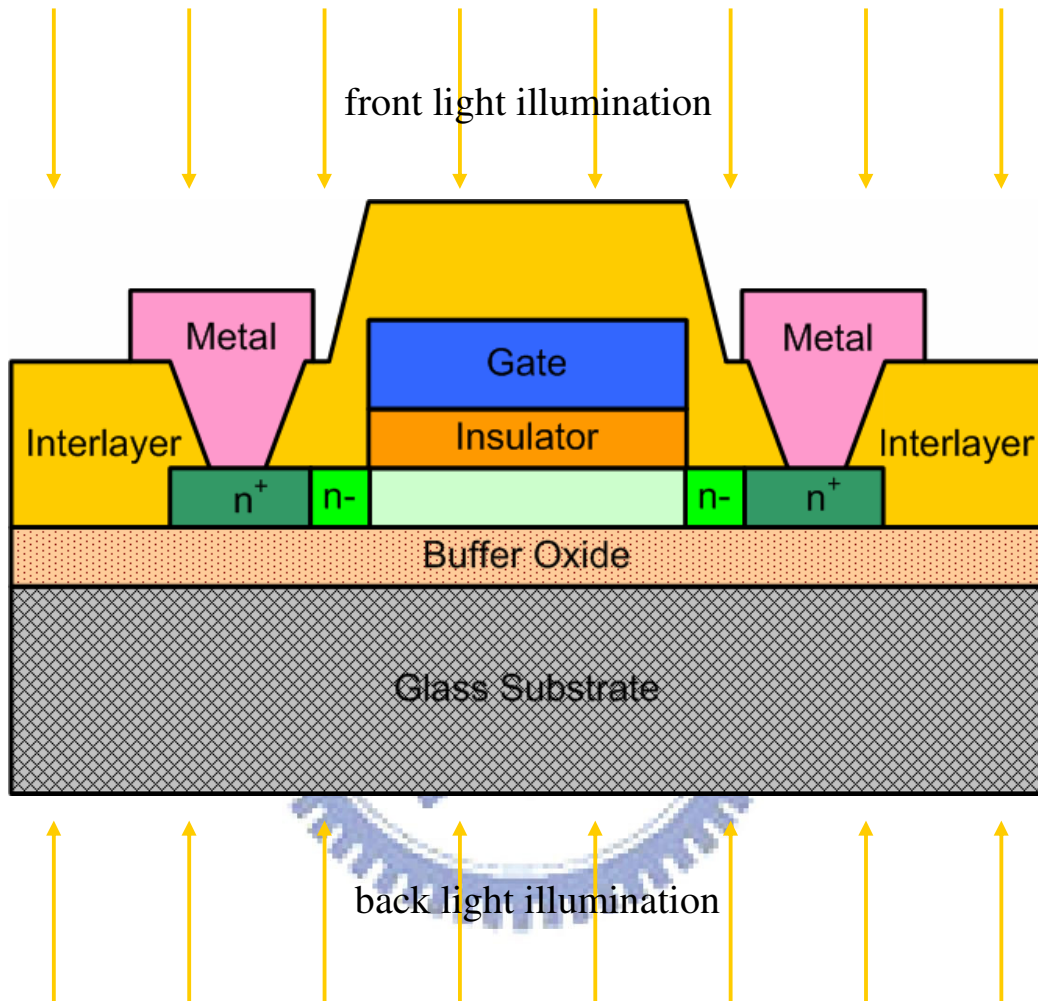 front light illumination
Metal
Metal
Gate
Interlayer
Insulator
Interlayer
n+
n-
n-
n+
Buffer Oxide
Glass Substrate
back light illumination